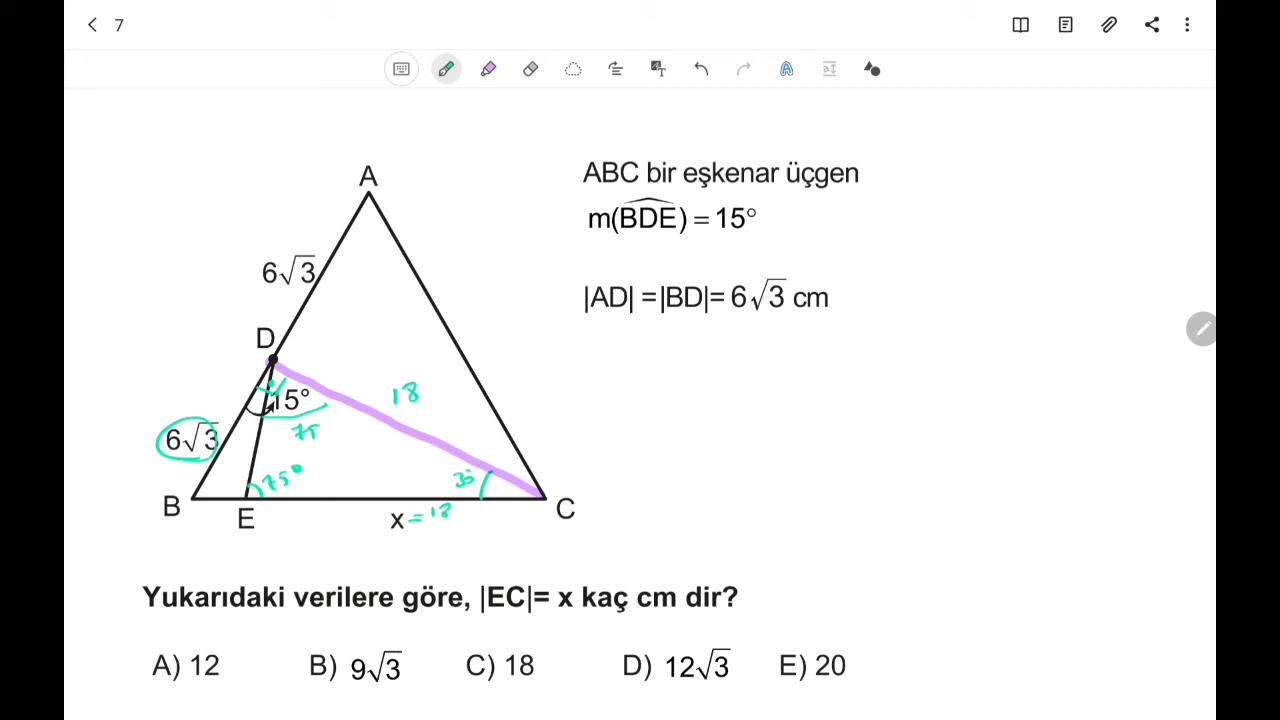 7
ABC bir eşkenar üçgen
m(BDE) = 15°
|AD| = |BD| = 6√3 cm
A
6√3
D
15°
18
75
6√3
75°
30
B
E
x = 18
C
Yukarıdaki verilere göre, |EC| = x kaç cm dir?
A) 12 B) 9√3 C) 18 D) 12√3 E) 20